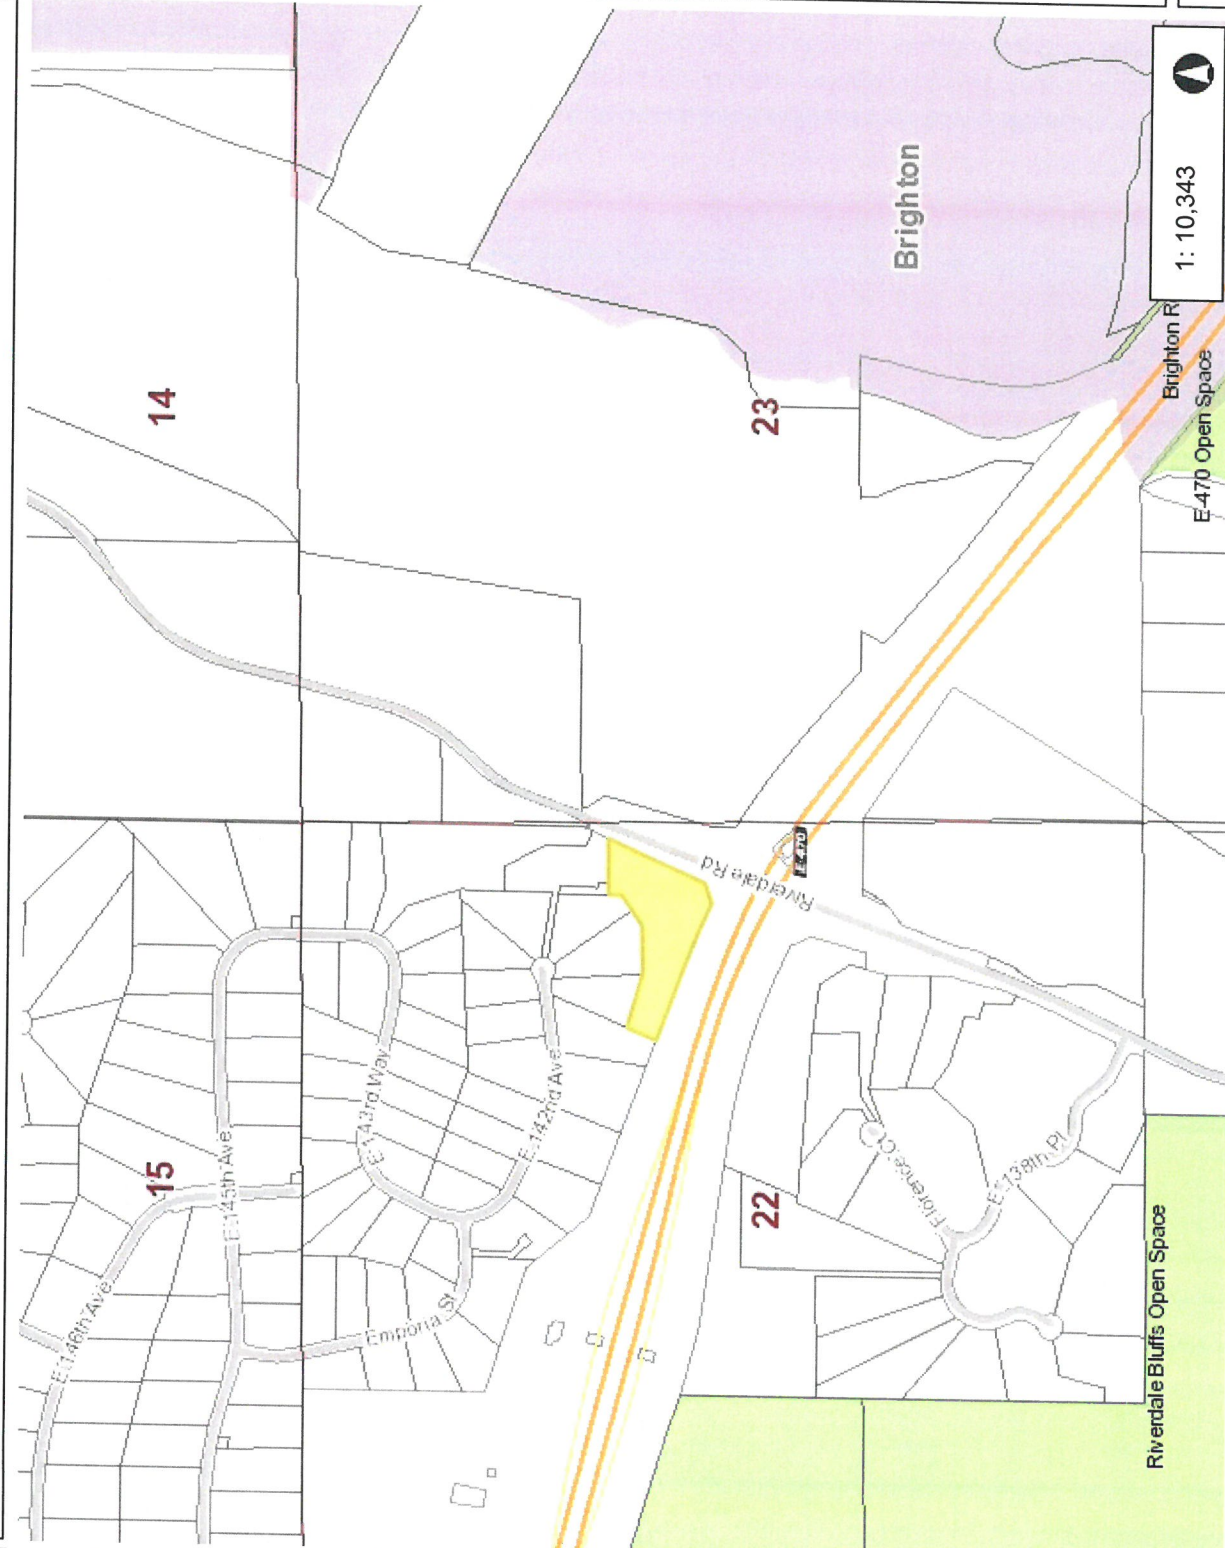 14
15
E 146th Ave
E 145th Ave
E 143rd Way
E 142nd Ave
Emporia St
Brighton
23
22
Riverdale Rd
E-470
Florence Ct
E 138th Pl
Riverdale Bluffs Open Space
E-470 Open Space
Brighton R
1: 10,343